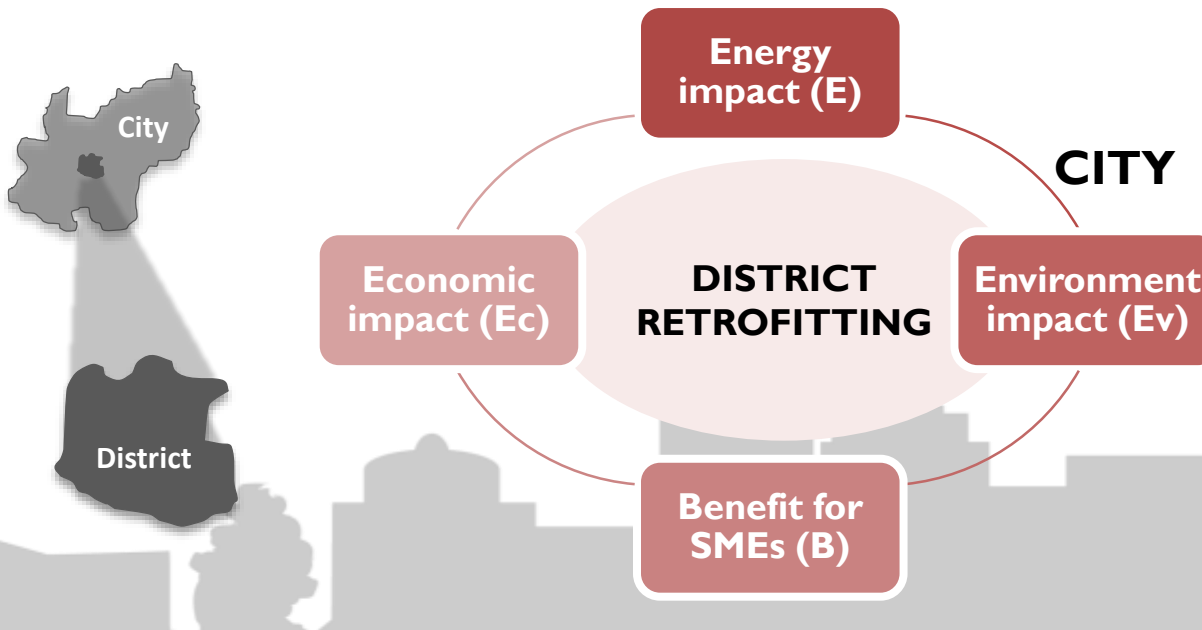 City
District
Energy
impact (E)
CITY
Economic
impact (Ec)
DISTRICT
RETROFITTING
Environment
impact (Ev)
Benefit for
SMEs (B)